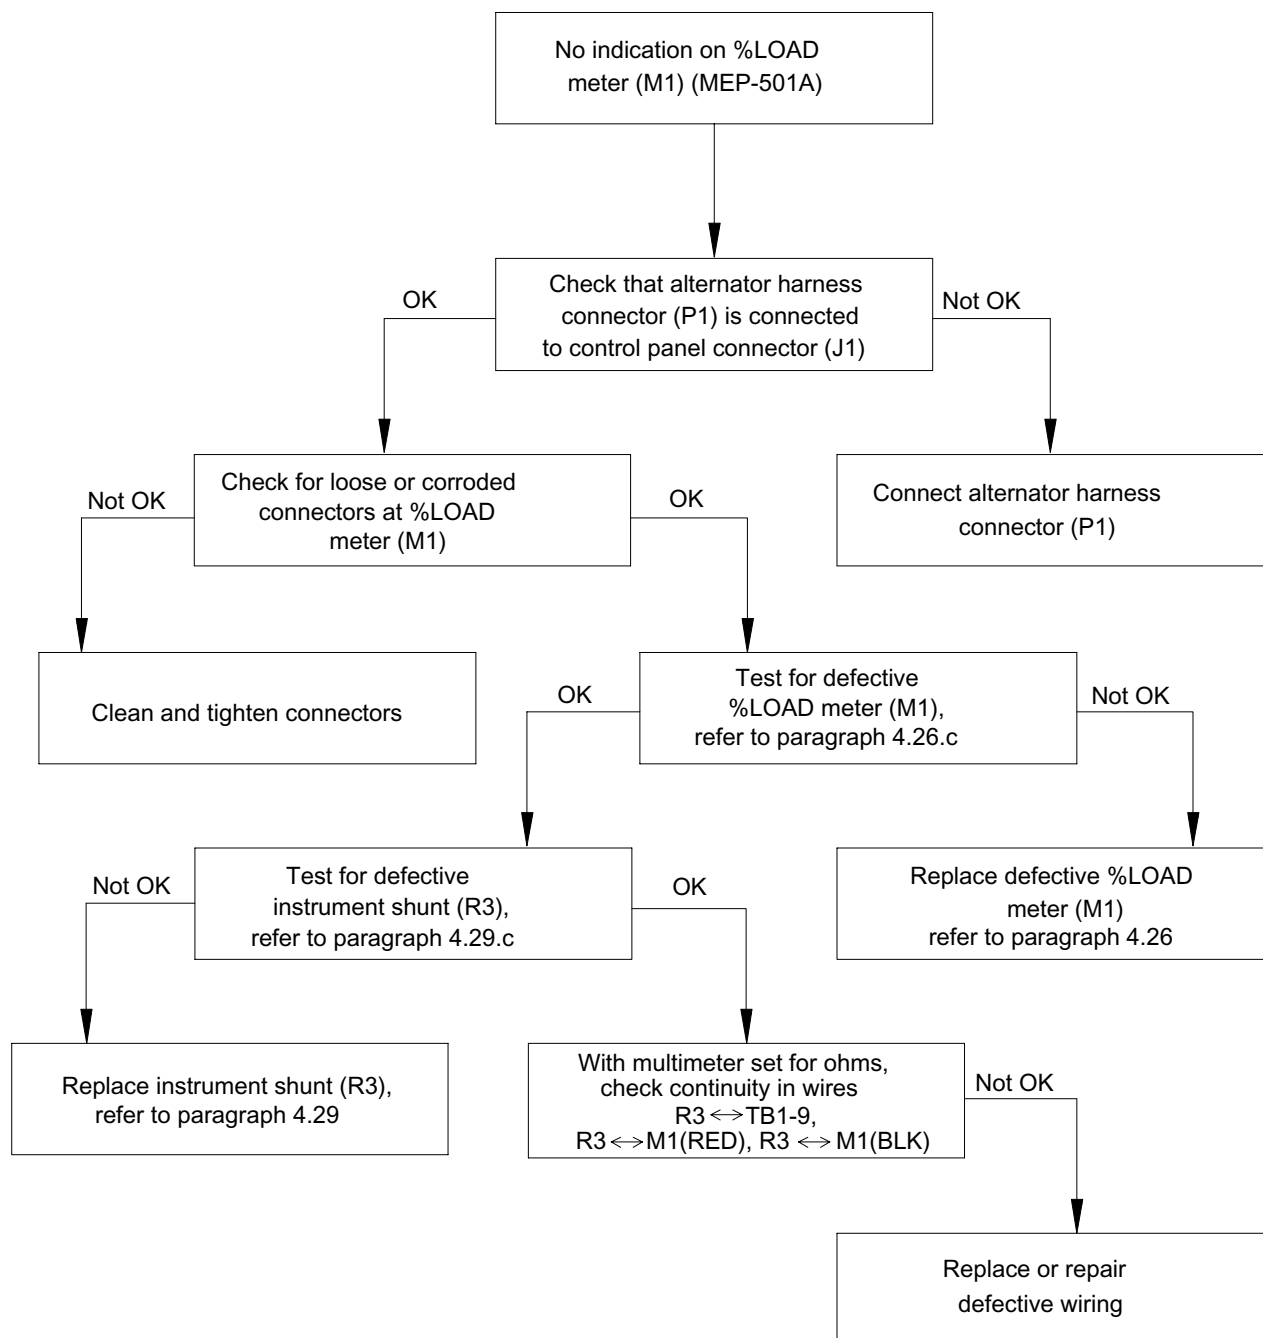 No indication on %LOAD
meter (M1) (MEP-501A)
Check that alternator harness
connector (P1) is connected
to control panel connector (J1)
OK
Not OK
Check for loose or corroded
connectors at %LOAD
meter (M1)
Not OK
OK
Connect alternator harness
connector (P1)
Clean and tighten connectors
Test for defective
%LOAD meter (M1),
refer to paragraph 4.26.c
OK
Not OK
Test for defective
instrument shunt (R3),
refer to paragraph 4.29.c
Not OK
OK
Replace defective %LOAD
meter (M1)
refer to paragraph 4.26
Replace instrument shunt (R3),
refer to paragraph 4.29
With multimeter set for ohms,
check continuity in wires
R3 ↔ TB1-9,
R3 ↔ M1(RED), R3 ↔ M1(BLK)
Not OK
Replace or repair
defective wiring